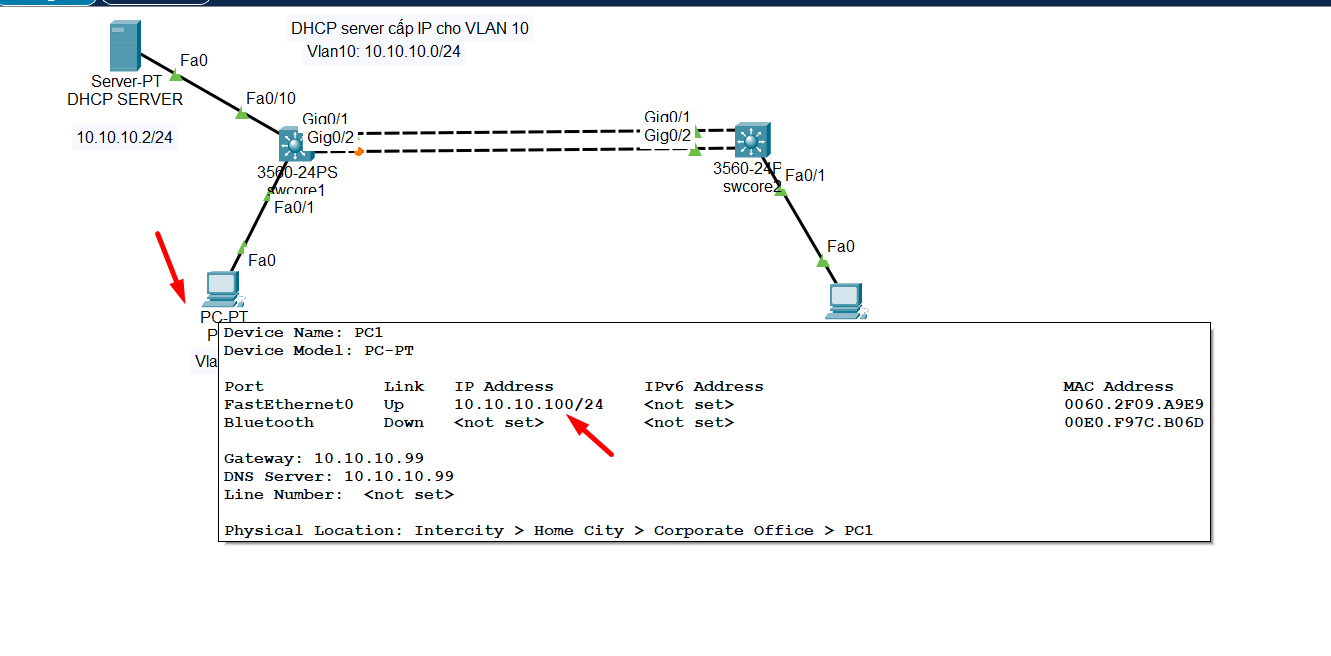 DHCP server cấp IP cho VLAN 10
Vlan10: 10.10.10.0/24
Fa0
Server-PT
DHCP SERVER
Fa0/10
10.10.10.2/24
Gig0/1
Gig0/2
Gig0/1
Gig0/2
3560-24PS
swcore1
Fa0/1
3560-24P
swcore2
Fa0/1
Fa0
Fa0
PC-PT
P
Vla
Device Name: PC1
Device Model: PC-PT
Port Link IP Address IPv6 Address MAC Address
FastEthernet0 Up 10.10.10.100/24 <not set> 0060.2F09.A9E9
Bluetooth Down <not set> <not set> 00E0.F97C.B06D
Gateway: 10.10.10.99
DNS Server: 10.10.10.99
Line Number: <not set>
Physical Location: Intercity > Home City > Corporate Office > PC1